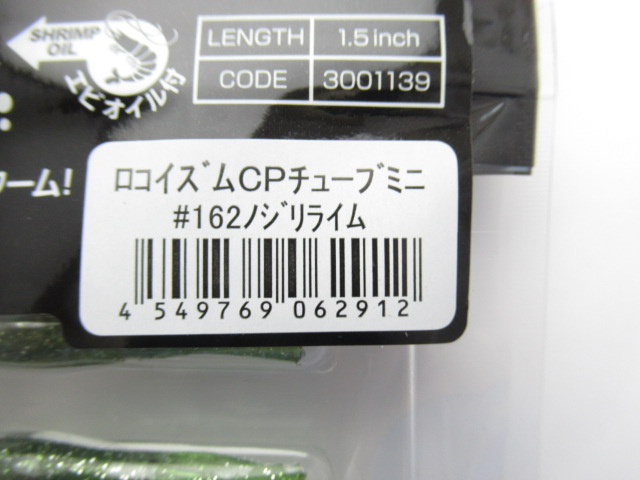 SHRIMP
OIL
エビオイル付
LENGTH 1.5inch
CODE 3001139
ーム!
ロコイズムCPチューブミニ
#162ノジリライム
4 549769 062912